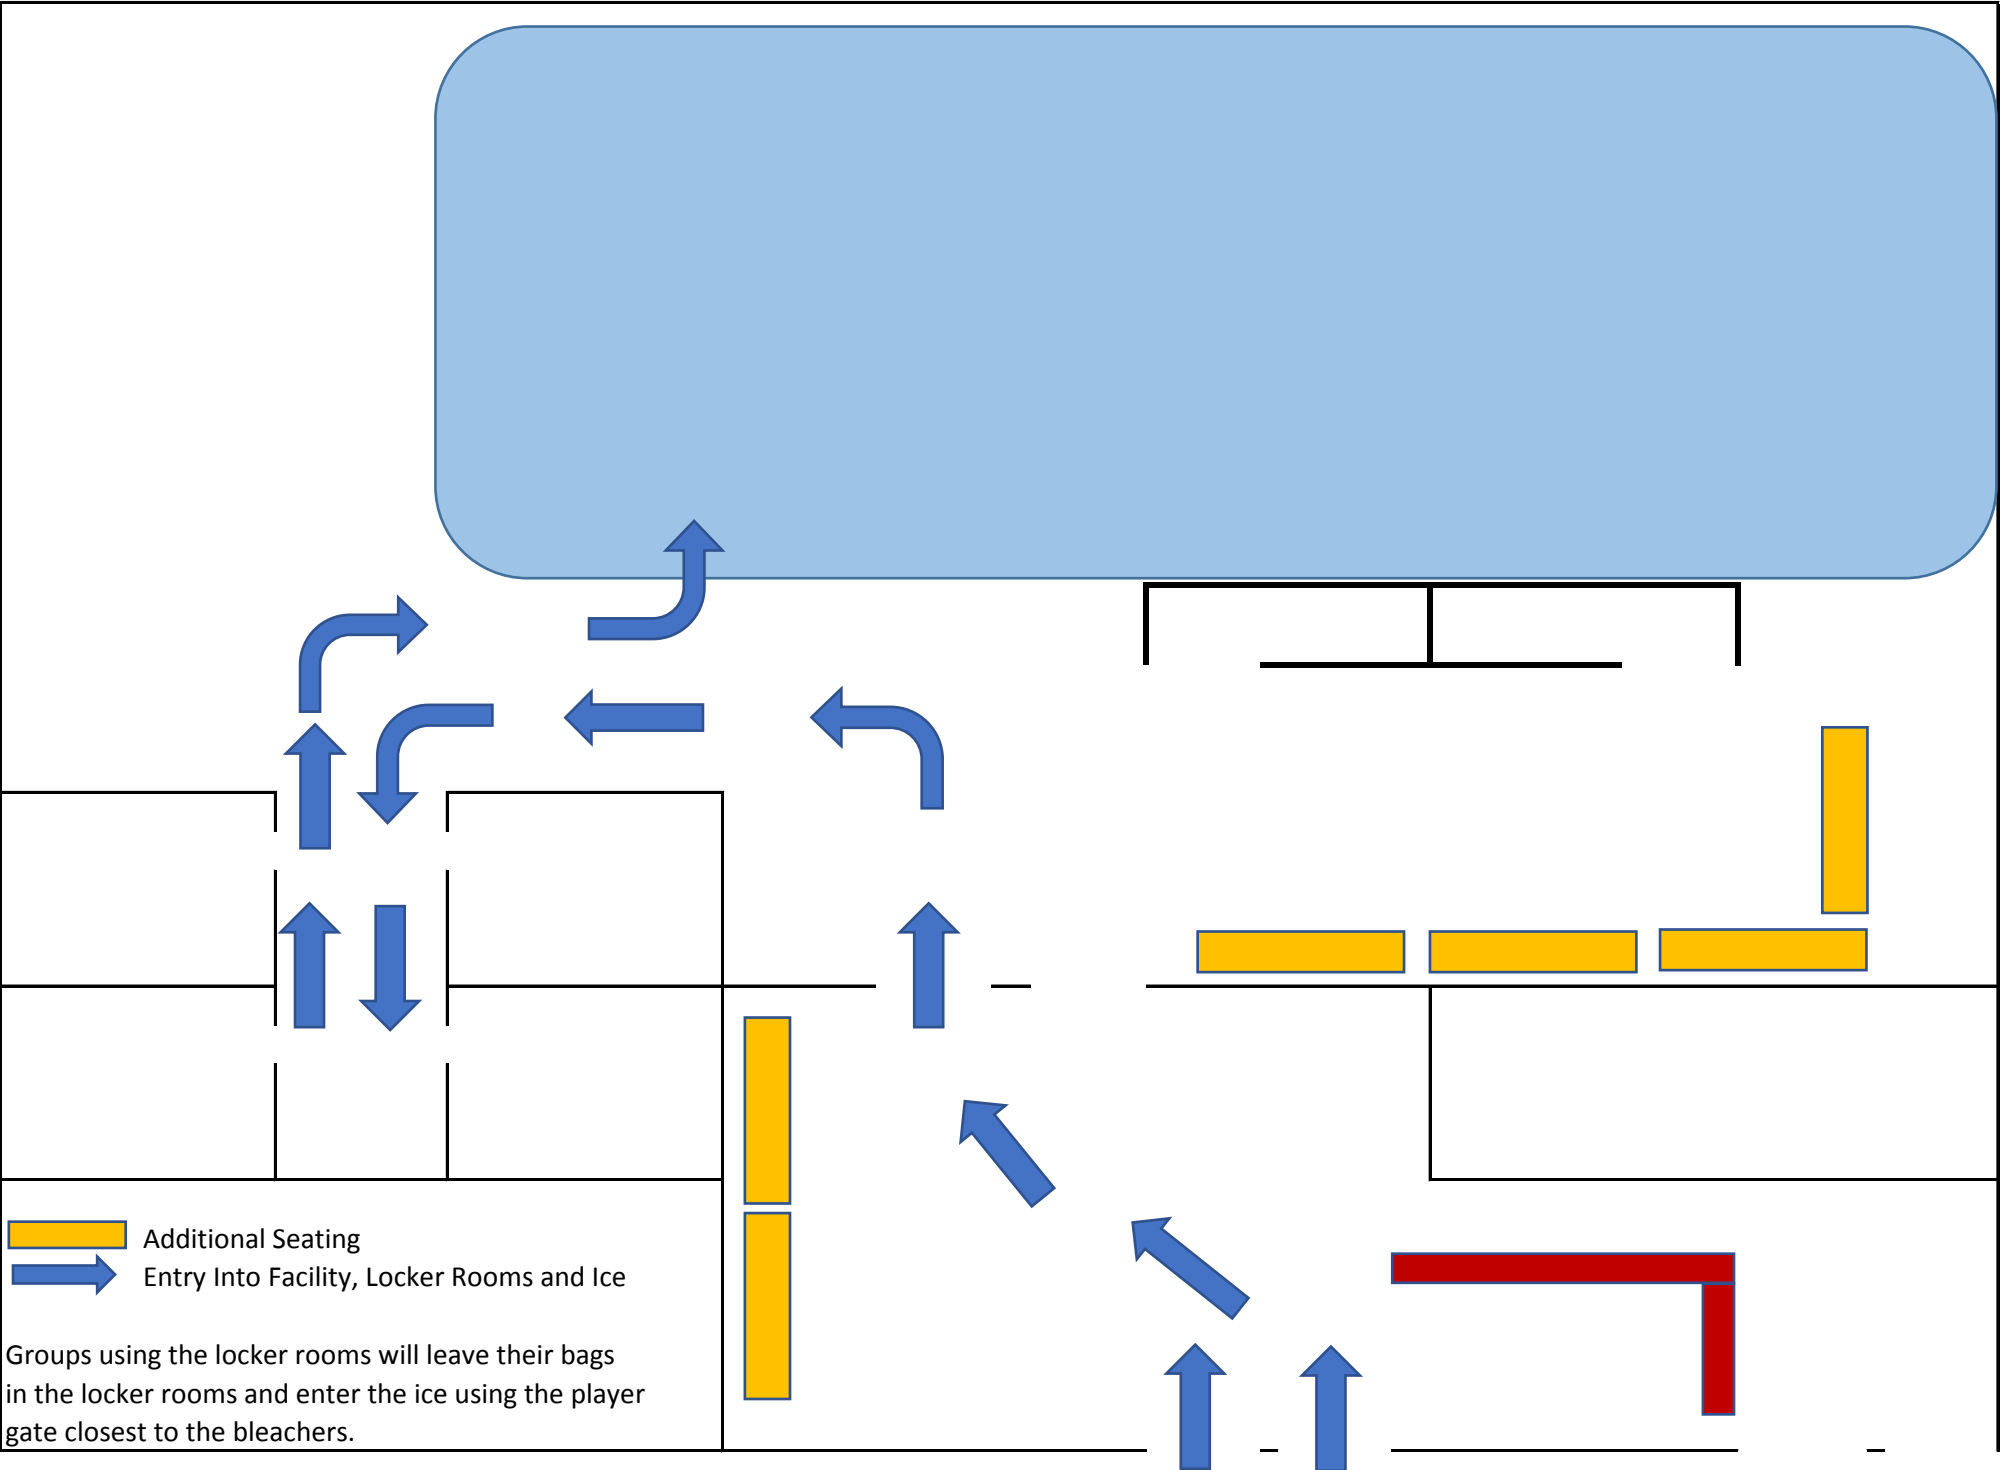 Additional Seating
Entry Into Facility, Locker Rooms and Ice
Groups using the locker rooms will leave their bags
in the locker rooms and enter the ice using the player
gate closest to the bleachers.